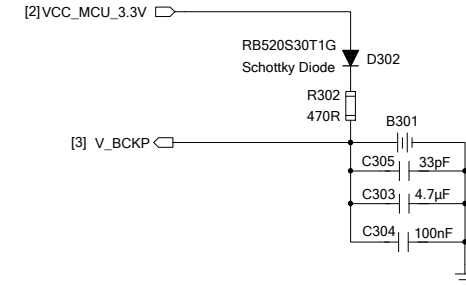 [2]VCC_MCU_3.3V
RB520S30T1G
Schottky Diode
D302
R302
470R
[3] V_BCKP
B301
C305 33pF
C303 4.7µF
C304 100nF